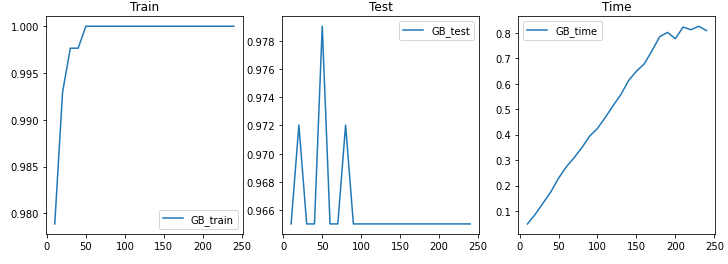 Train
1.000
0.995
0.990
0.985
0.980
GB_train
0 50 100 150 200 250
Test
0.978
0.976
0.974
0.972
0.970
0.968
0.966
GB_test
0 50 100 150 200 250
Time
0.8
0.7
0.6
0.5
0.4
0.3
0.2
0.1
GB_time
0 50 100 150 200 250